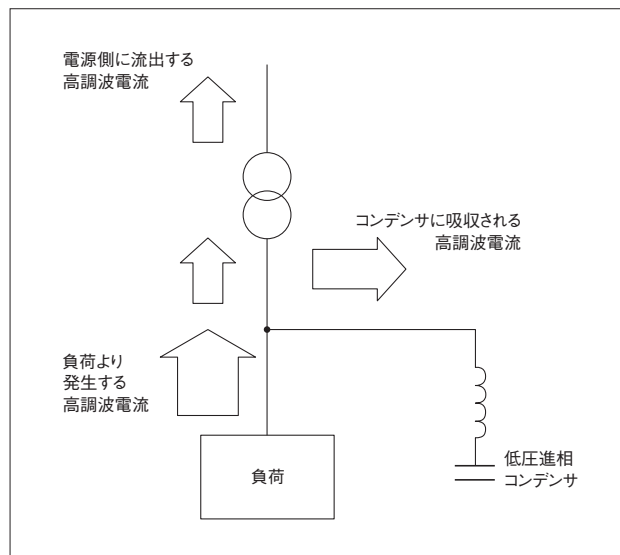 電源側に流出する
高調波電流
コンデンサに吸収される
高調波電流
負荷より
発生する
高調波電流
負荷
低圧進相
コンデンサ